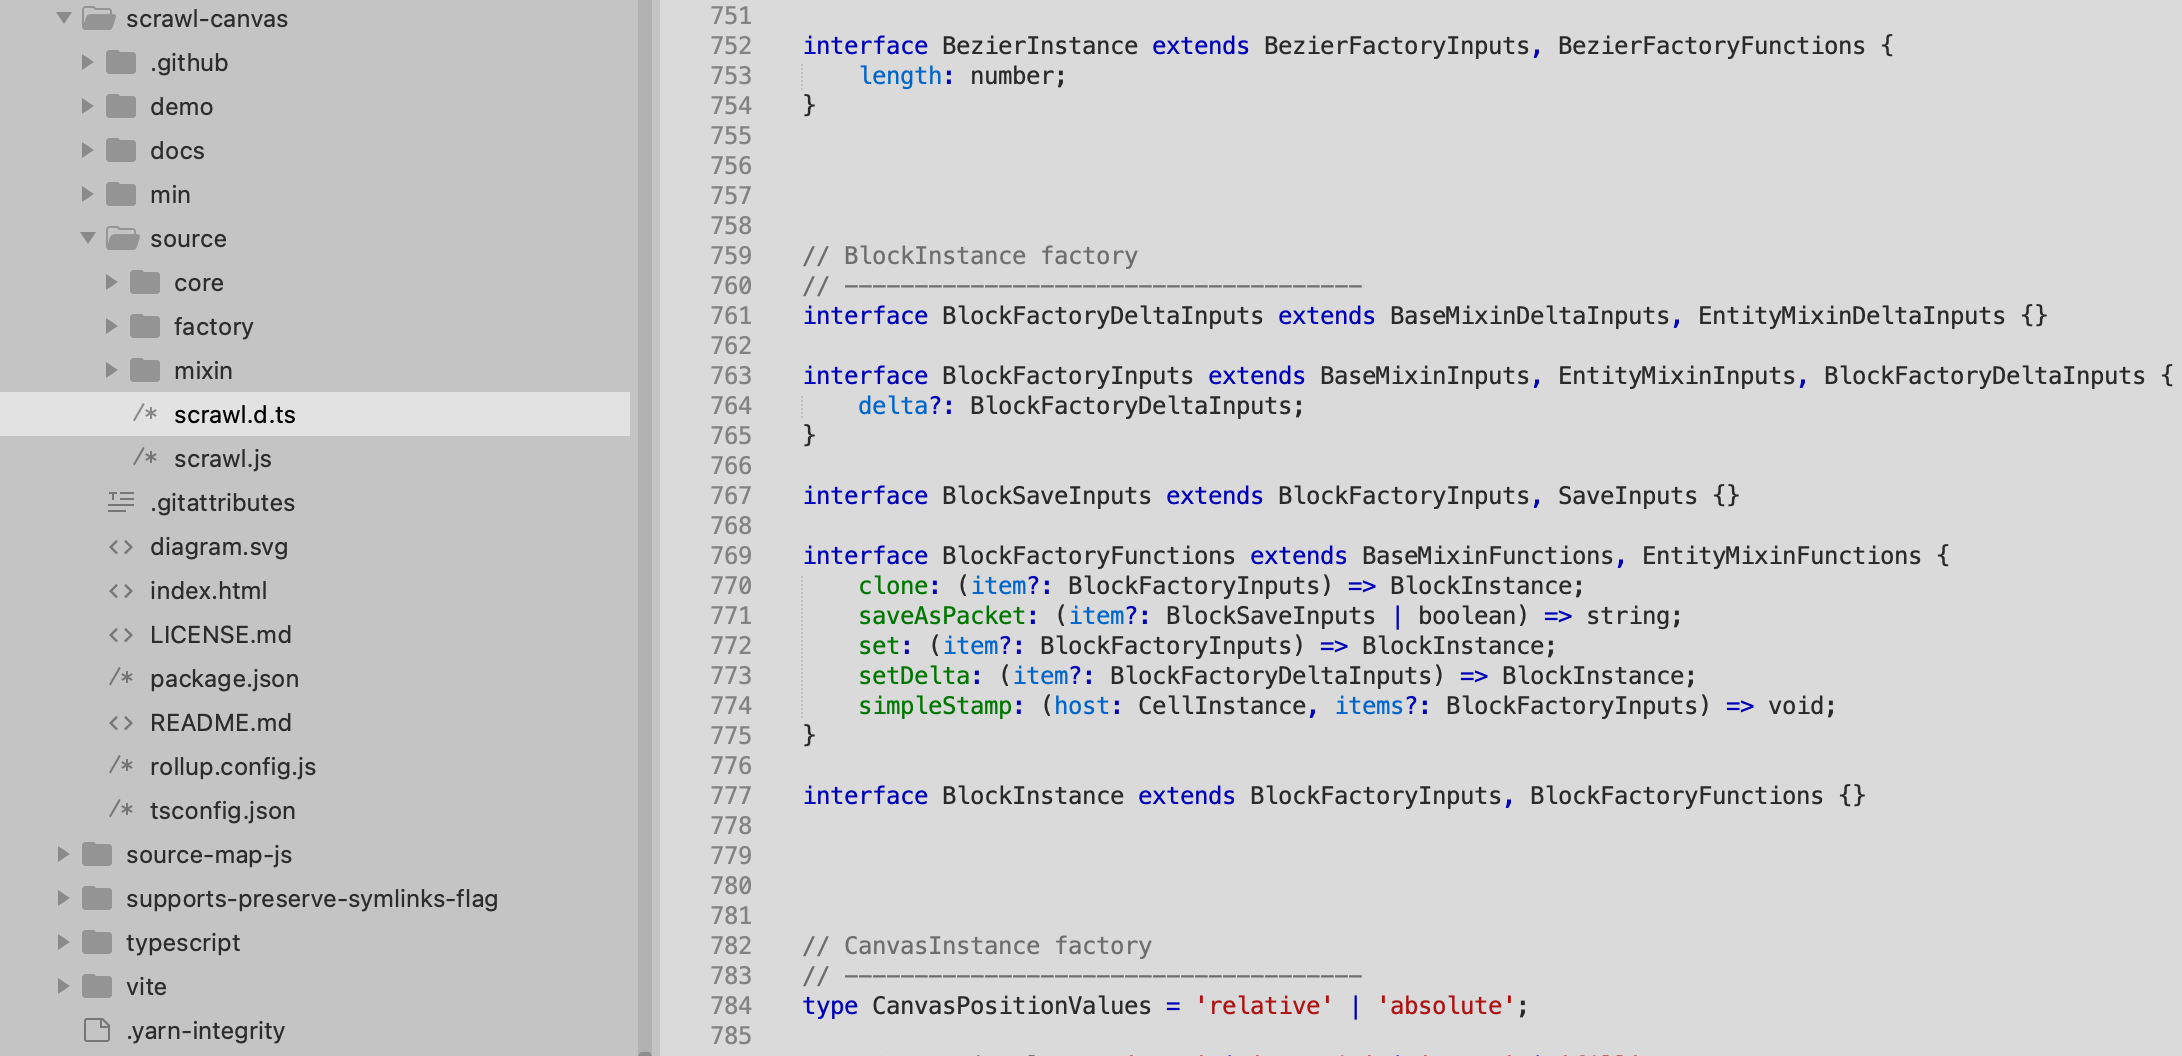 scrawl-canvas
.github
demo
docs
min
source
core
factory
mixin
/* scrawl.d.ts
/* scrawl.js
.gitattributes
<> diagram.svg
<> index.html
<> LICENSE.md
/* package.json
<> README.md
/* rollup.config.js
/* tsconfig.json
source-map-js
supports-preserve-symlinks-flag
typescript
vite
.yarn-integrity
751
752 interface BezierInstance extends BezierFactoryInputs, BezierFactoryFunctions {
753 length: number;
754 }
755
756
757
758
759 // BlockInstance factory
760 // -------------------------------------
761 interface BlockFactoryDeltaInputs extends BaseMixinDeltaInputs, EntityMixinDeltaInputs {}
762
763 interface BlockFactoryInputs extends BaseMixinInputs, EntityMixinInputs, BlockFactoryDeltaInputs {
764 delta?: BlockFactoryDeltaInputs;
765 }
766
767 interface BlockSaveInputs extends BlockFactoryInputs, SaveInputs {}
768
769 interface BlockFactoryFunctions extends BaseMixinFunctions, EntityMixinFunctions {
770 clone: (item?: BlockFactoryInputs) => BlockInstance;
771 saveAsPacket: (item?: BlockSaveInputs | boolean) => string;
772 set: (item?: BlockFactoryInputs) => BlockInstance;
773 setDelta: (item?: BlockFactoryDeltaInputs) => BlockInstance;
774 simpleStamp: (host: CellInstance, items?: BlockFactoryInputs) => void;
775 }
776
777 interface BlockInstance extends BlockFactoryInputs, BlockFactoryFunctions {}
778
779
780
781
782 // CanvasInstance factory
783 // -------------------------------------
784 type CanvasPositionValues = 'relative' | 'absolute';
785